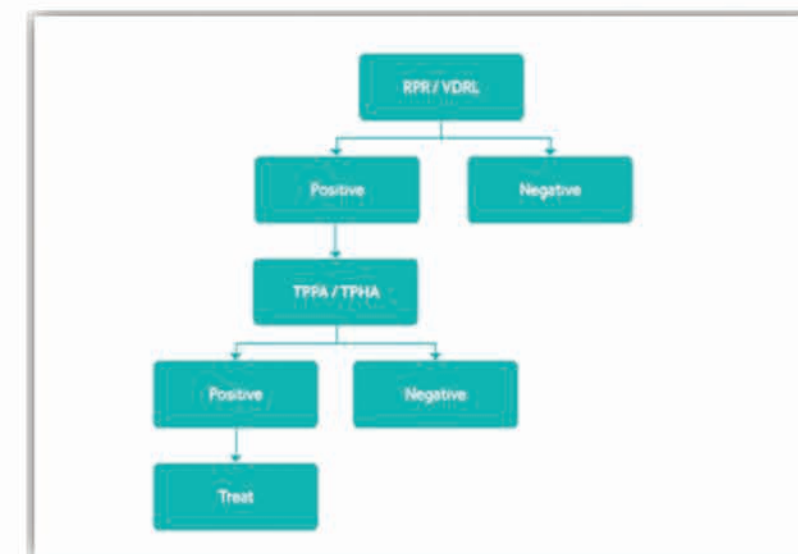 RPR / VDRL
Positive
Negative
TPPA / TPHA
Positive
Negative
Treat